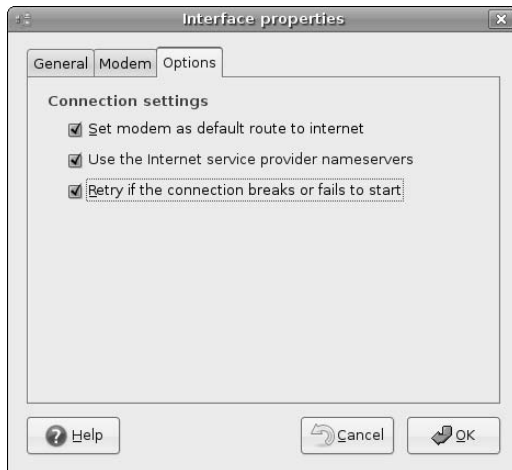 Interface properties
General Modem Options
Connection settings
Set modem as default route to internet
Use the Internet service provider nameservers
Retry if the connection breaks or fails to start
Help Cancel OK